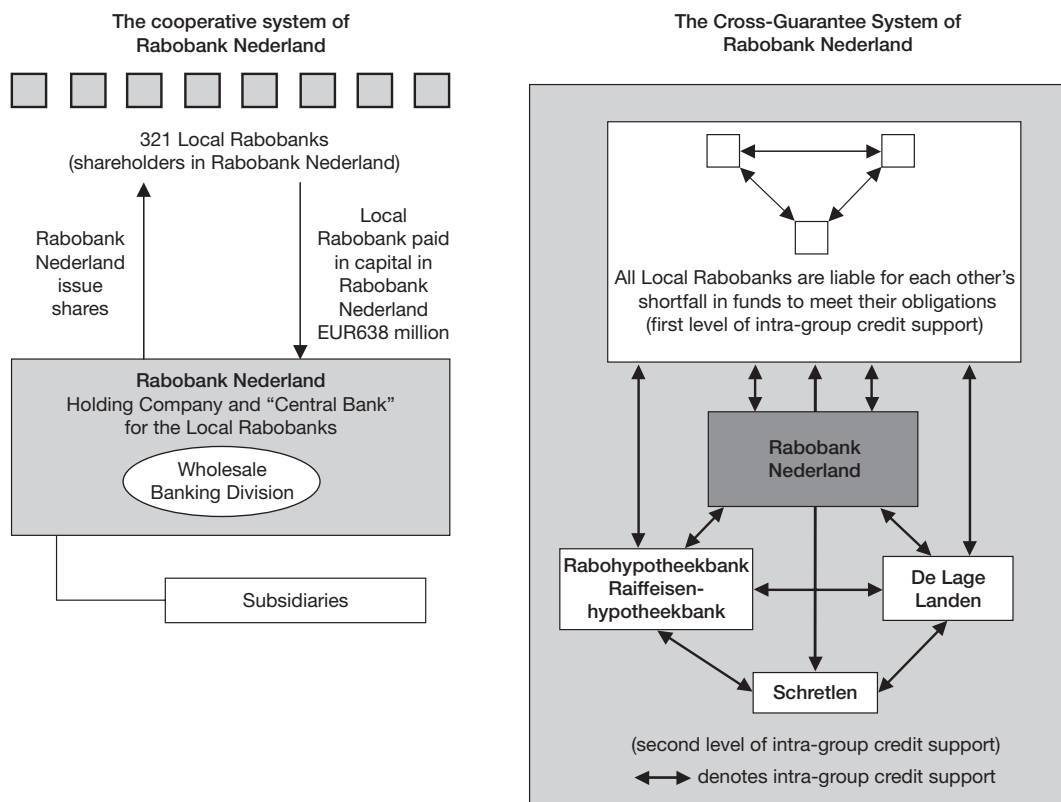 The cooperative system of
Rabobank Nederland
321 Local Rabobanks
(shareholders in Rabobank Nederland)
Rabobank
Nederland
issue
shares
Local
Rabobank paid
in capital in
Rabobank
Nederland
EUR638 million
Rabobank Nederland
Holding Company and “Central Bank”
for the Local Rabobanks
Wholesale
Banking Division
Subsidiaries
The Cross-Guarantee System of
Rabobank Nederland
All Local Rabobanks are liable for each other’s
shortfall in funds to meet their obligations
(first level of intra-group credit support)
Rabobank
Nederland
Rabohypotheekbank
Raiffeisen-
hypotheekbank
De Lage
Landen
Schretlen
(second level of intra-group credit support)
denotes intra-group credit support